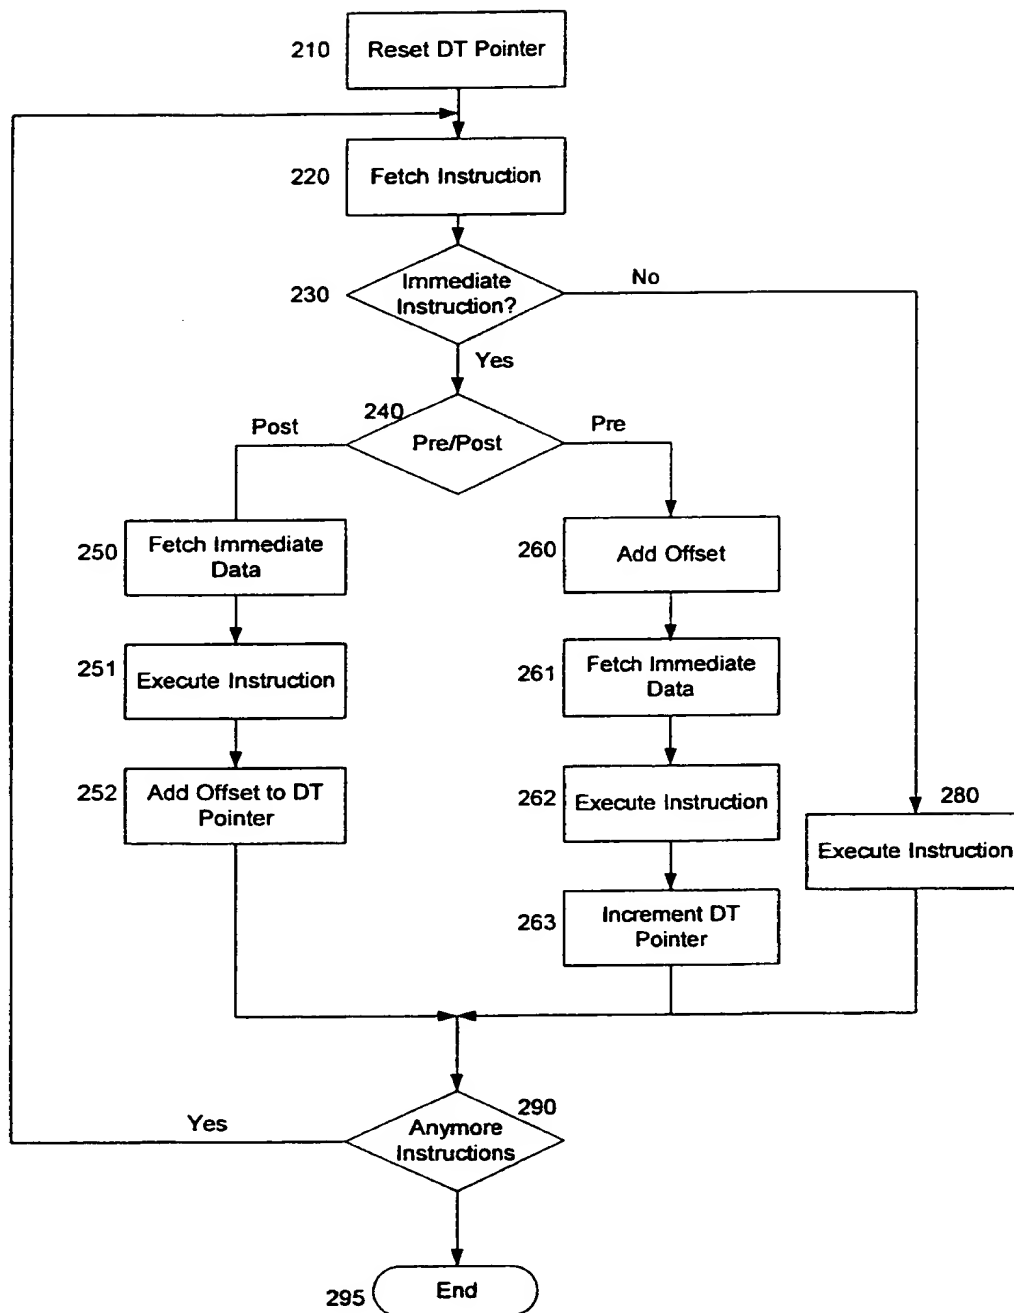 210
Reset DT Pointer
220
Fetch Instruction
230
Immediate
Instruction?
No
Yes
240
Pre/Post
Post
Pre
250
Fetch Immediate
Data
260
Add Offset
251
Execute Instruction
261
Fetch Immediate
Data
252
Add Offset to DT
Pointer
262
Execute Instruction
280
Execute Instruction
263
Increment DT
Pointer
290
Anymore
Instructions
Yes
295
End